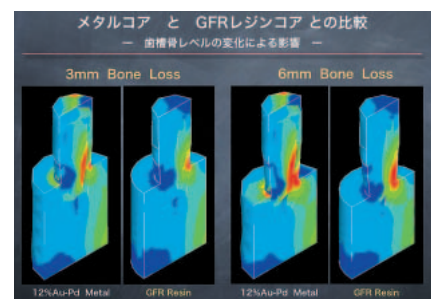 メタルコア と GFRレジンコア との比較
― 歯槽骨レベルの変化による影響 ―
3mm Bone Loss
6mm Bone Loss
12%Au-Pd Metal
GFR Resin
12%Au-Pd Metal
GFR Resin